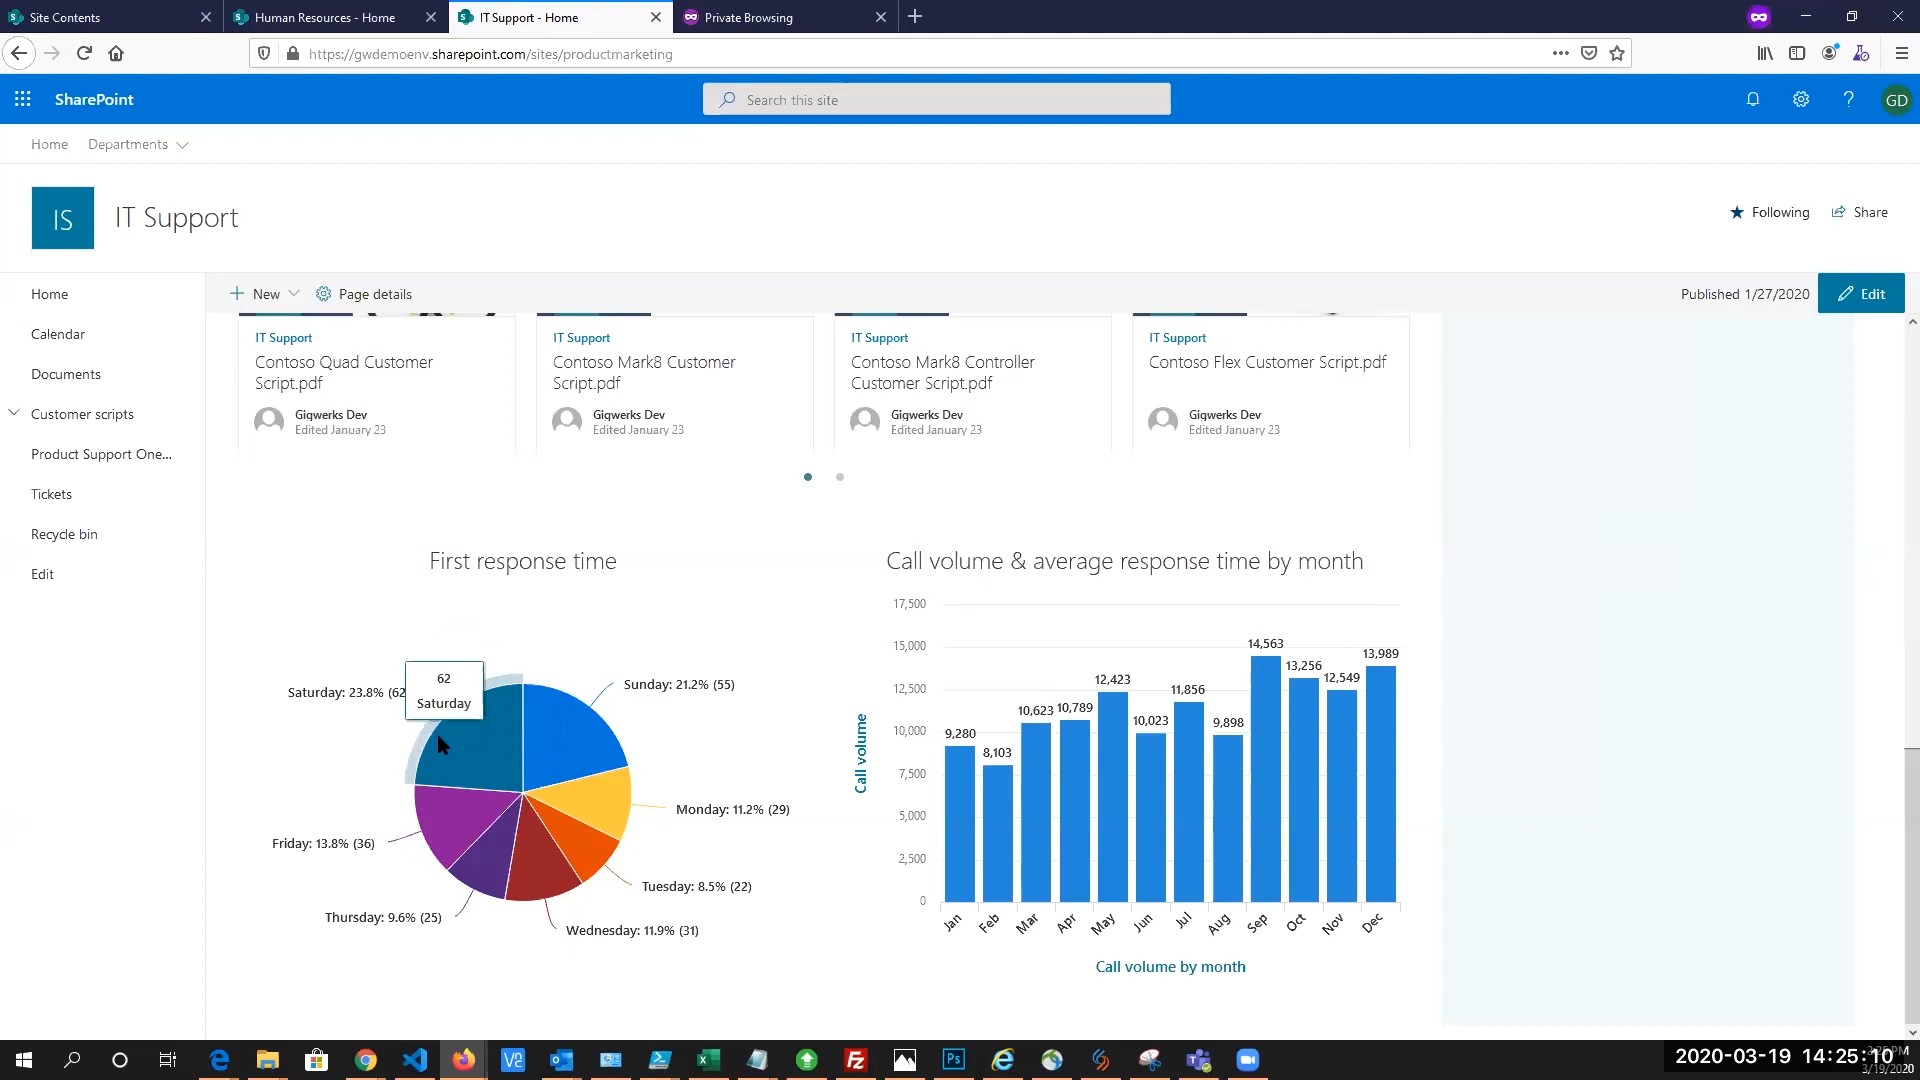 Site Contents
Human Resources - Home
IT Support - Home
Private Browsing
https://gwdemoenv.sharepoint.com/sites/productmarketing
SharePoint
Search this site
GD
Home
Departments
IS
IT Support
Following
Share
Home
Calendar
Documents
Customer scripts
Product Support One...
Tickets
Recycle bin
Edit
New
Page details
Published 1/27/2020
Edit
IT Support
Contoso Quad Customer
Script.pdf
Gigwerks Dev
Edited January 23
IT Support
Contoso Mark8 Customer
Script.pdf
Gigwerks Dev
Edited January 23
IT Support
Contoso Mark8 Controller
Customer Script.pdf
Gigwerks Dev
Edited January 23
IT Support
Contoso Flex Customer Script.pdf
Gigwerks Dev
Edited January 23
First response time
62
Saturday
Saturday: 23.8% (62
Sunday: 21.2% (55)
Monday: 11.2% (29)
Friday: 13.8% (36)
Tuesday: 8.5% (22)
Thursday: 9.6% (25)
Wednesday: 11.9% (31)
Call volume & average response time by month
17,500
15,000
12,500
10,000
7,500
5,000
2,500
0
Call volume
9,280
8,103
10,623
10,789
12,423
10,023
11,856
9,898
14,563
13,256
12,549
13,989
Jan
Feb
Mar
Apr
May
Jun
Jul
Aug
Sep
Oct
Nov
Dec
Call volume by month
2020-03-19 14:25:10
3/19/2020